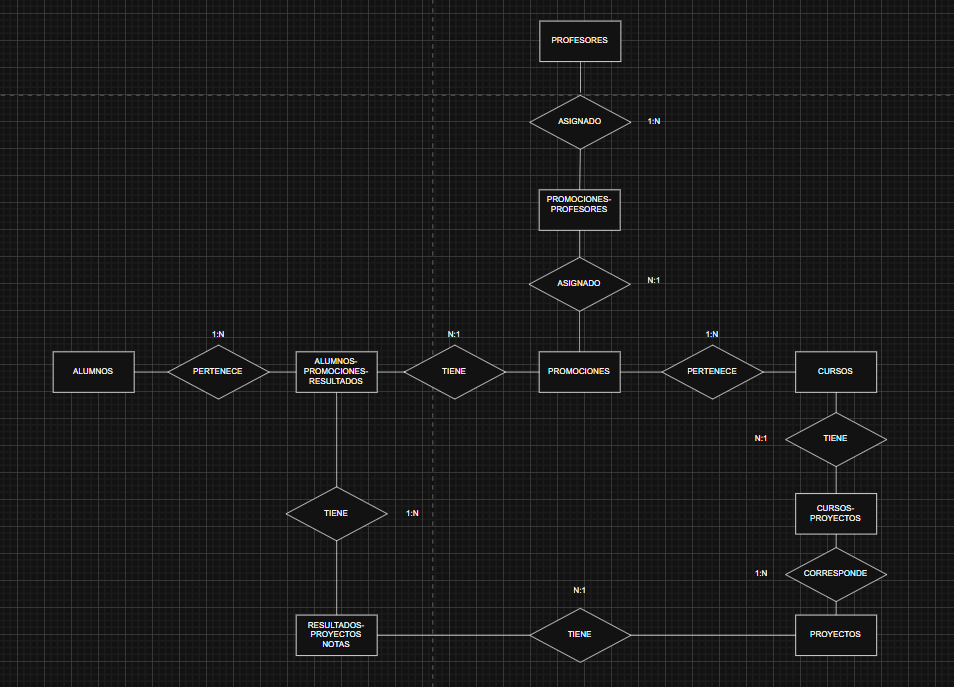 PROFESORES
ASIGNADO
1:N
PROMOCIONES-
PROFESORES
ASIGNADO
N:1
1:N
N:1
1:N
ALUMNOS
PERTENECE
ALUMNOS-
PROMOCIONES-
RESULTADOS
TIENE
PROMOCIONES
PERTENECE
CURSOS
N:1
TIENE
TIENE
1:N
CURSOS-
PROYECTOS
1:N
CORRESPONDE
N:1
RESULTADOS-
PROYECTOS
NOTAS
TIENE
PROYECTOS